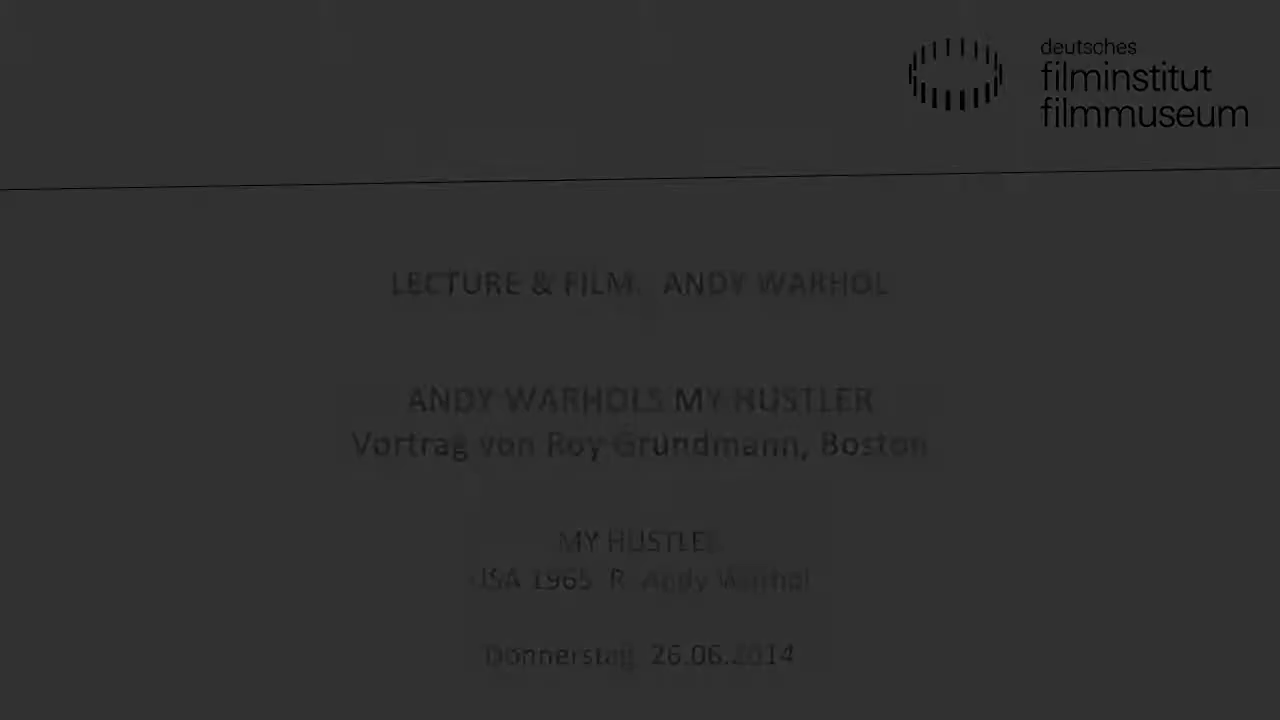 deutsches
filminstitut
filmmuseum
LECTURE & FILM: ANDY WARHOL
ANDY WARHOLS MY HUSTLER
Vortrag von Roy Grundmann, Boston
MY HUSTLER
USA 1965 R: Andy Warhol
Donnerstag 26.06.2014